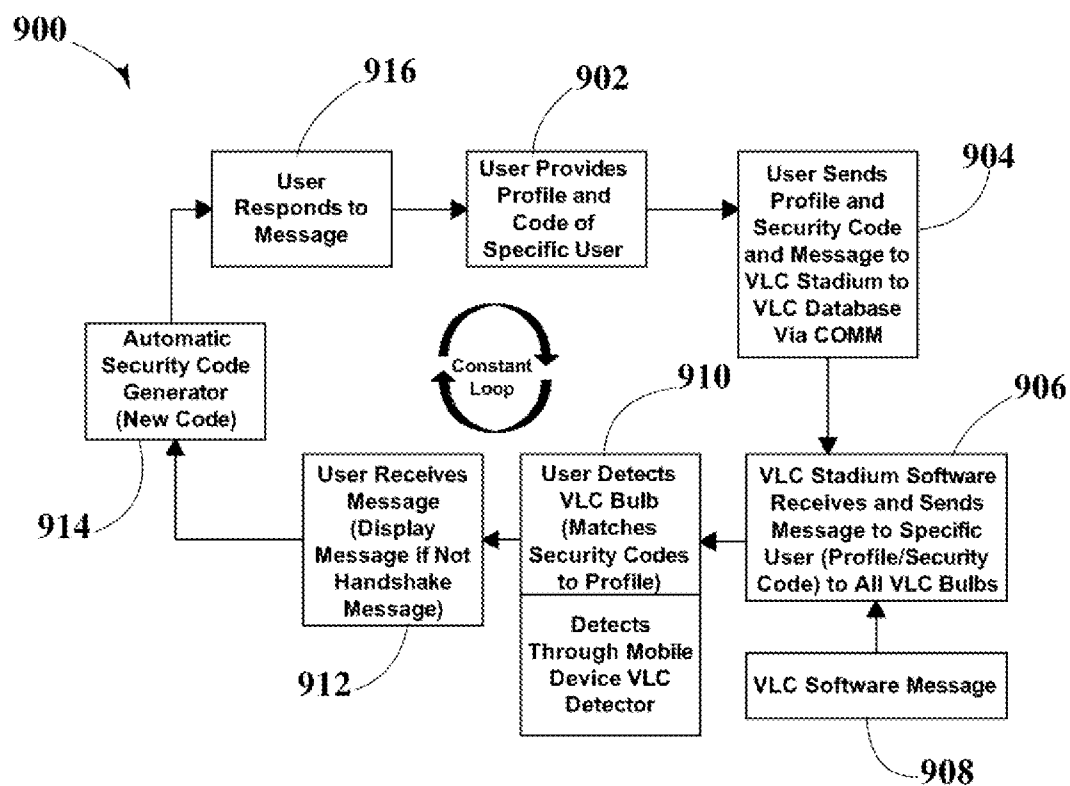 900
916
902
904
User
Responds to
Message
User Provides
Profile and
Code of
Specific User
User Sends
Profile and
Security Code
and Message to
VLC Stadium to
VLC Database
Via COMM
Automatic
Security Code
Generator
(New Code)
914
Constant
Loop
910
906
User Receives
Message
(Display
Message if Not
Handshake
Message)
912
User Detects
VLC Bulb
(Matches
Security Codes
to Profile)
Detects
Through Mobile
Device VLC
Detector
VLC Stadium Software
Receives and Sends
Message to Specific
User (Profile/Security
Code) to All VLC Bulbs
VLC Software Message
908